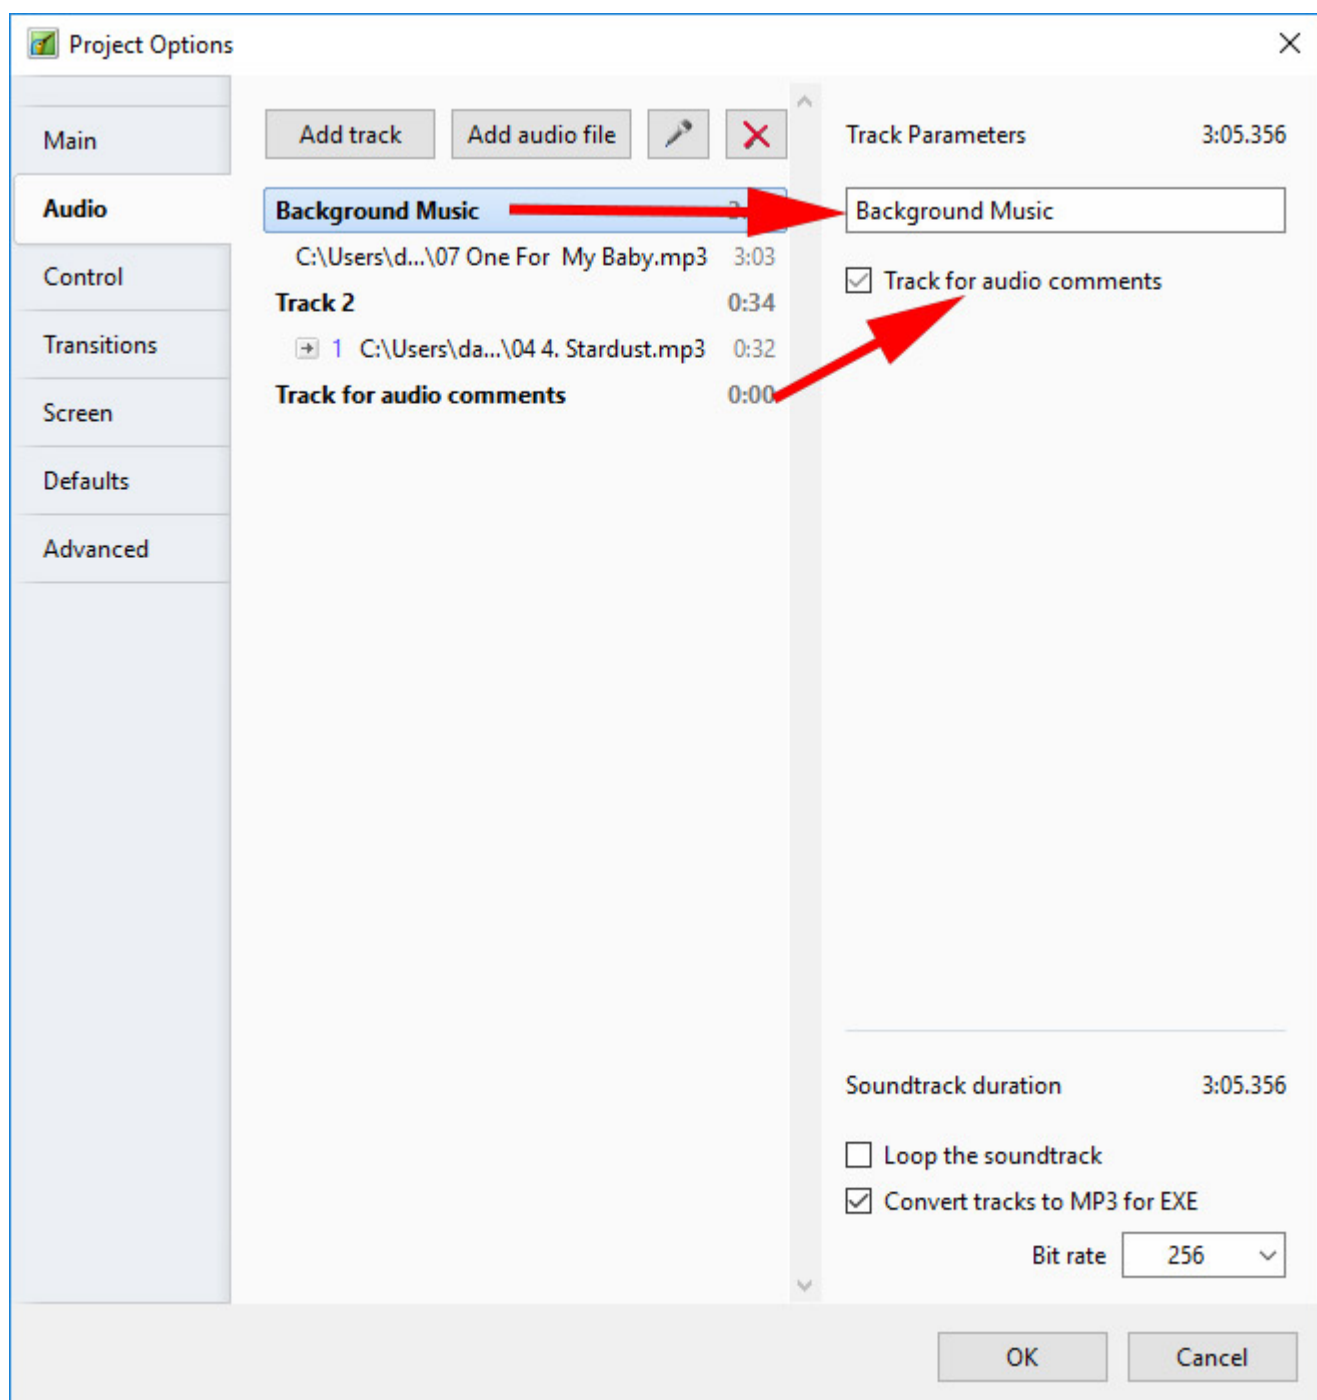 Project Options
Main
Audio
Control
Transitions
Screen
Defaults
Advanced
Add track Add audio file
Background Music
C:\Users\d...\07 One For  My Baby.mp3 3:03
Track 2 0:34
1 C:\Users\da...\04 4. Stardust.mp3 0:32
Track for audio comments 0:00
Track Parameters 3:05.356
Background Music
Track for audio comments
Soundtrack duration 3:05.356
Loop the soundtrack
Convert tracks to MP3 for EXE
Bit rate 256
OK Cancel